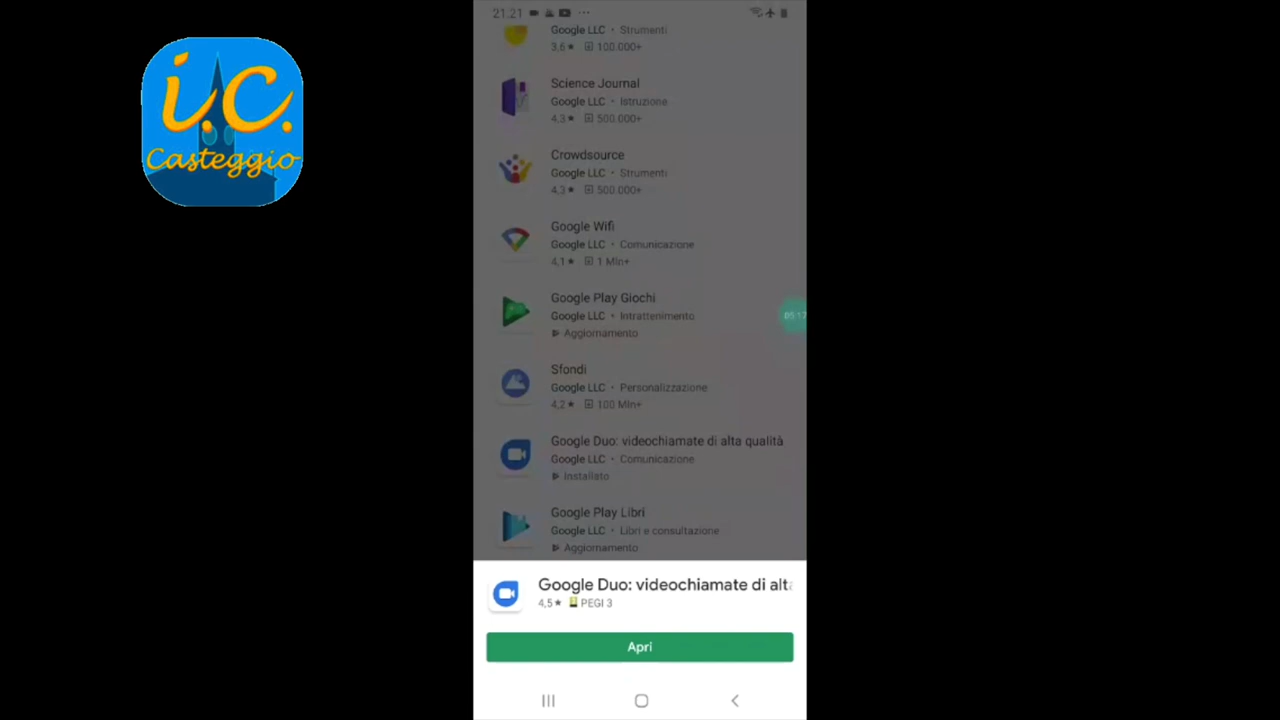 i.C.
Casteggio
21.21
Google LLC • Strumenti
3,6★ 100.000+
Science Journal
Google LLC • Istruzione
4,3★ 500.000+
Crowdsource
Google LLC • Strumenti
4,3★ 500.000+
Google Wifi
Google LLC • Comunicazione
4,1★ 1 Mln+
Google Play Giochi
Google LLC • Intrattenimento
Aggiornamento
05:17
Sfondi
Google LLC • Personalizzazione
4,2★ 100 Mln+
Google Duo: videochiamate di alta qualità
Google LLC • Comunicazione
Installato
Google Play Libri
Google LLC • Libri e consultazione
Aggiornamento
Google Duo: videochiamate di alta
4,5★ PEGI 3
Apri